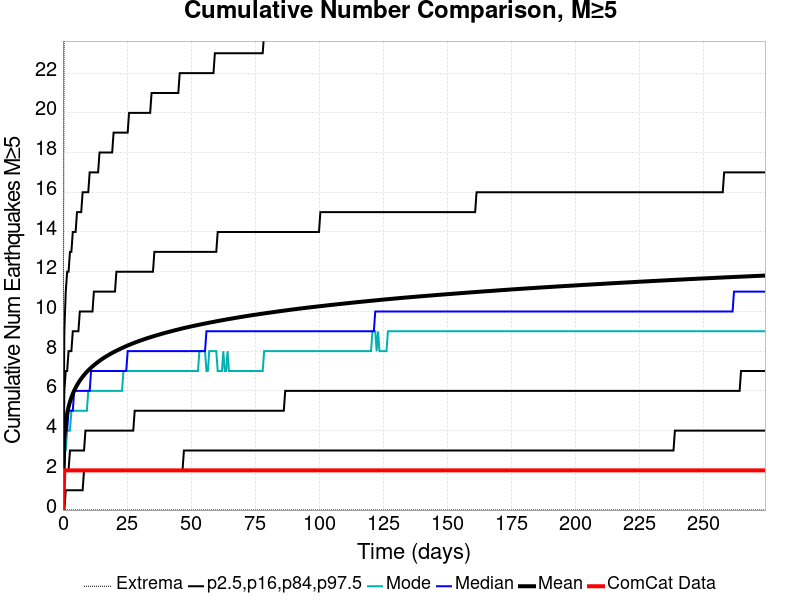 Cumulative Number Comparison, M≥5
Cumulative Num Earthquakes M≥5
22
20
18
16
14
12
10
8
6
4
2
0
0 25 50 75 100 125 150 175 200 225 250
Time (days)
Extrema p2.5,p16,p84,p97.5 Mode Median Mean ComCat Data